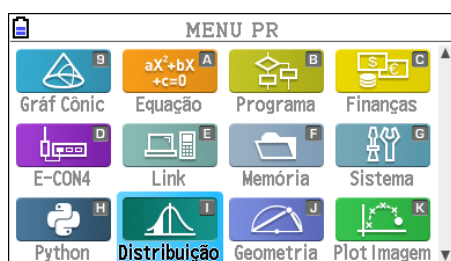 MENU PR
9 A B C
aX²+bX +c=0 $ €
Gráf Cônic Equação Programa Finanças
D E F G
E-CON4 Link Memória Sistema
H I J K
Python Distribuição Geometria Plot Imagem